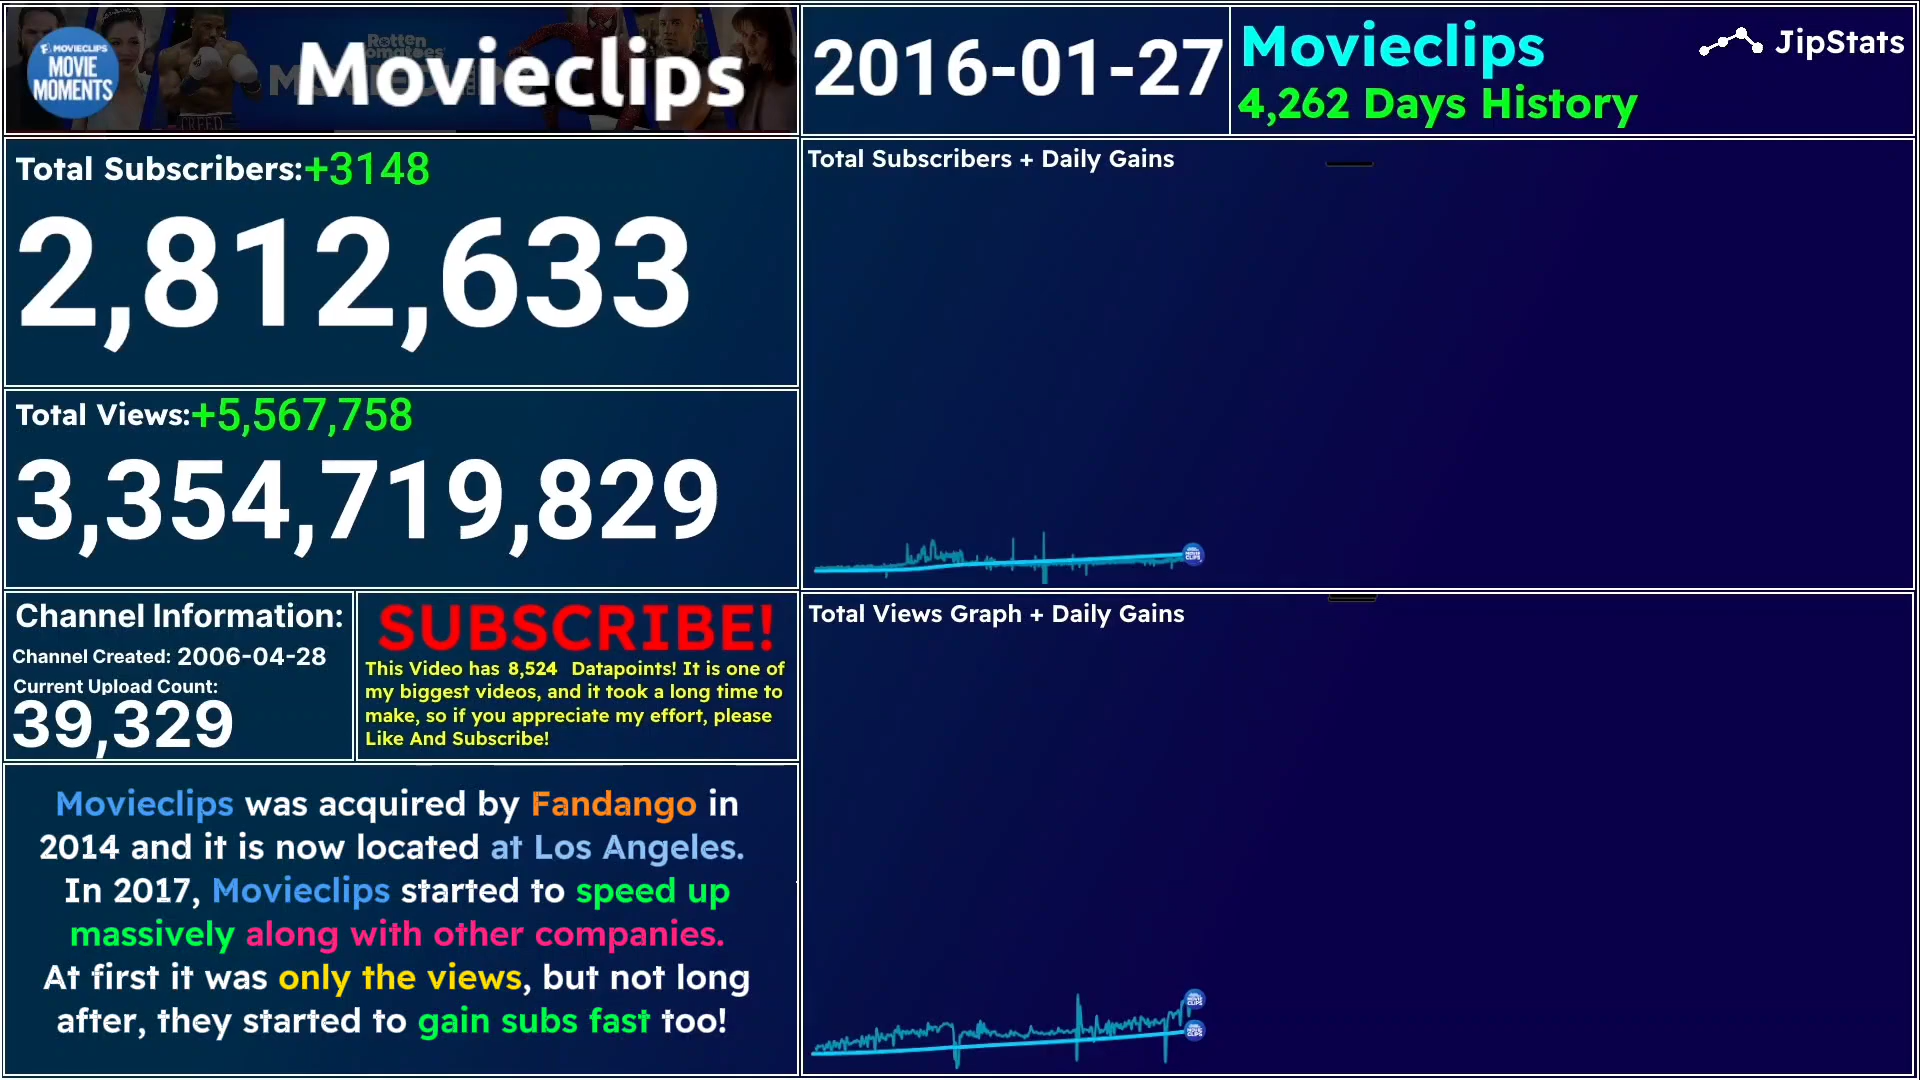 MOVIECLIPS
MOVIE
MOMENTS
Rotten
Tomatoes
CREED
Movieclips
2016-01-27
Movieclips
4,262 Days History
JipStats
Total Subscribers:+3148
2,812,633
Total Views:+5,567,758
3,354,719,829
Channel Information:
Channel Created: 2006-04-28
Current Upload Count:
39,329
SUBSCRIBE!
This Video has 8,524 Datapoints! It is one of
my biggest videos, and it took a long time to
make, so if you appreciate my effort, please
Like And Subscribe!
Movieclips was acquired by Fandango in
2014 and it is now located at Los Angeles.
In 2017, Movieclips started to speed up
massively along with other companies.
At first it was only the views, but not long
after, they started to gain subs fast too!
Total Subscribers + Daily Gains
Total Views Graph + Daily Gains